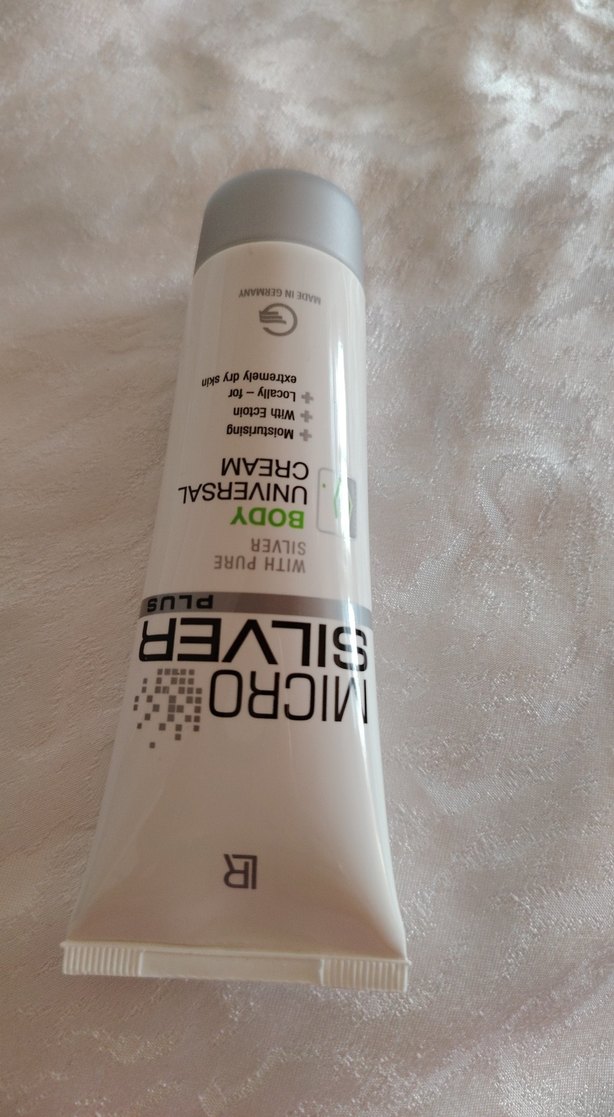 LR
MICRO
SILVER
PLUS
WITH PURE
SILVER
BODY
UNIVERSAL
CREAM
+ Moisturising
+ With Ectoin
+ Locally – for
extremely dry skin
MADE IN GERMANY